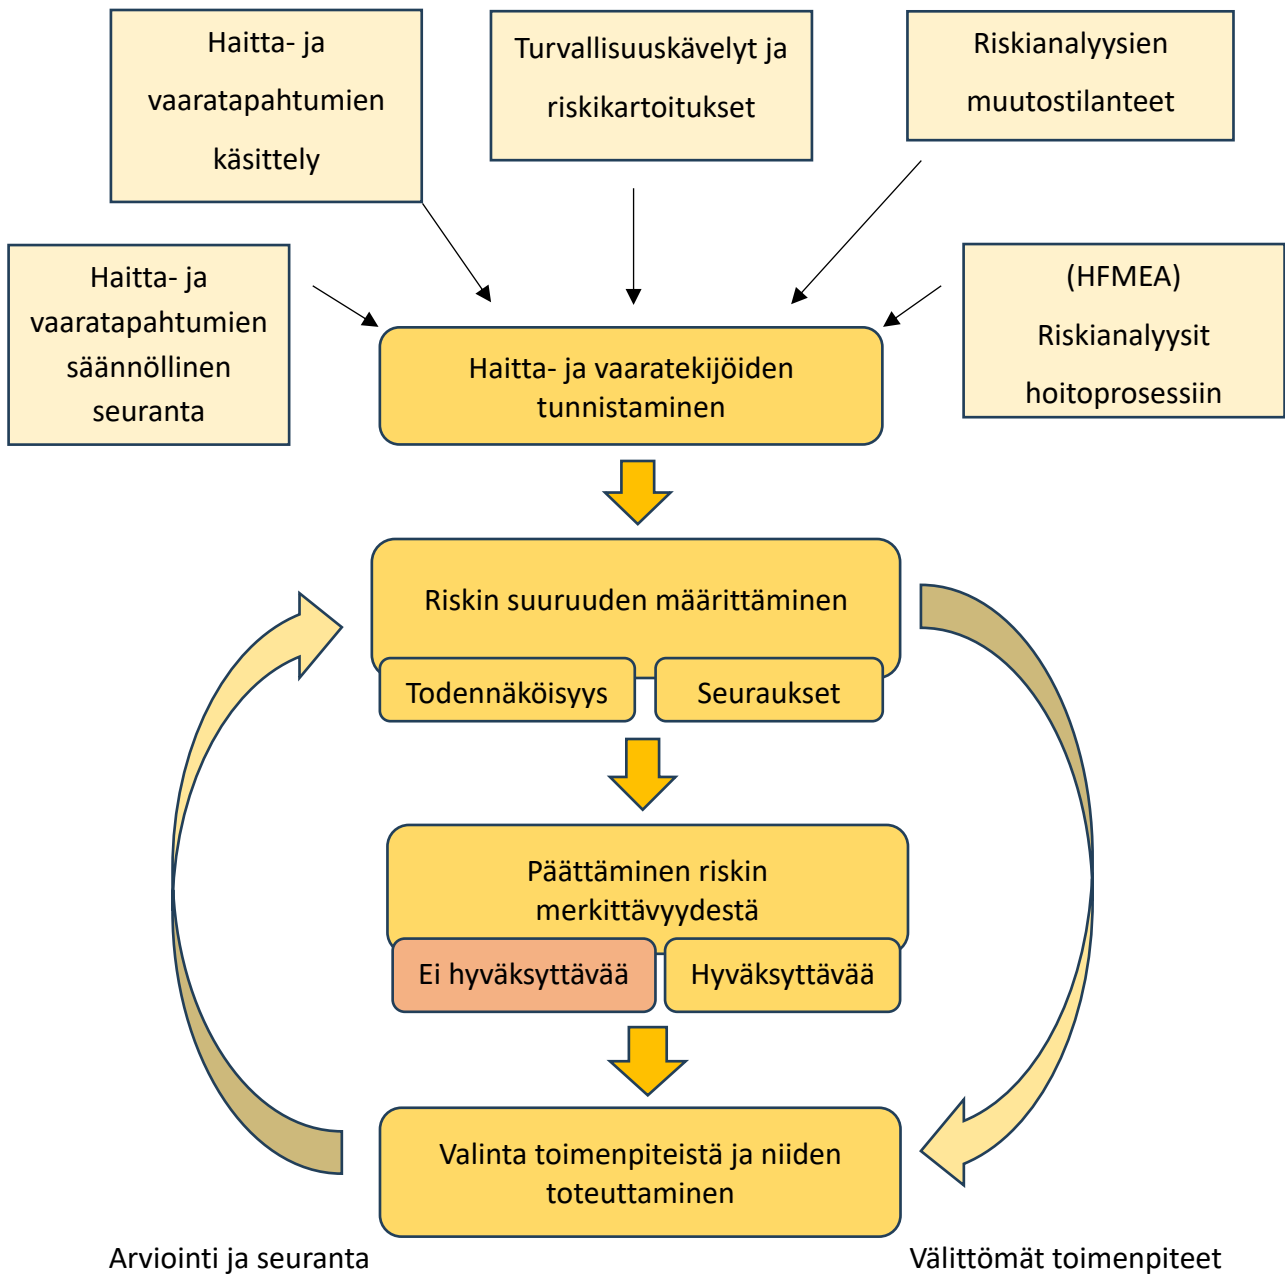 Haitta- ja
vaaratapahtumien
käsittely
Turvallisuuskävelyt ja
riskikartoitukset
Riskianalyysien
muutostilanteet
Haitta- ja
vaaratapahtumien
säännöllinen
seuranta
(HFMEA)
Riskianalyysit
hoitoprosessiin
Haitta- ja vaaratekijöiden
tunnistaminen
Riskin suuruuden määrittäminen
Todennäköisyys
Seuraukset
Päättäminen riskin
merkittävyydestä
Ei hyväksyttävää
Hyväksyttävää
Valinta toimenpiteistä ja niiden
toteuttaminen
Arviointi ja seuranta
Välittömät toimenpiteet